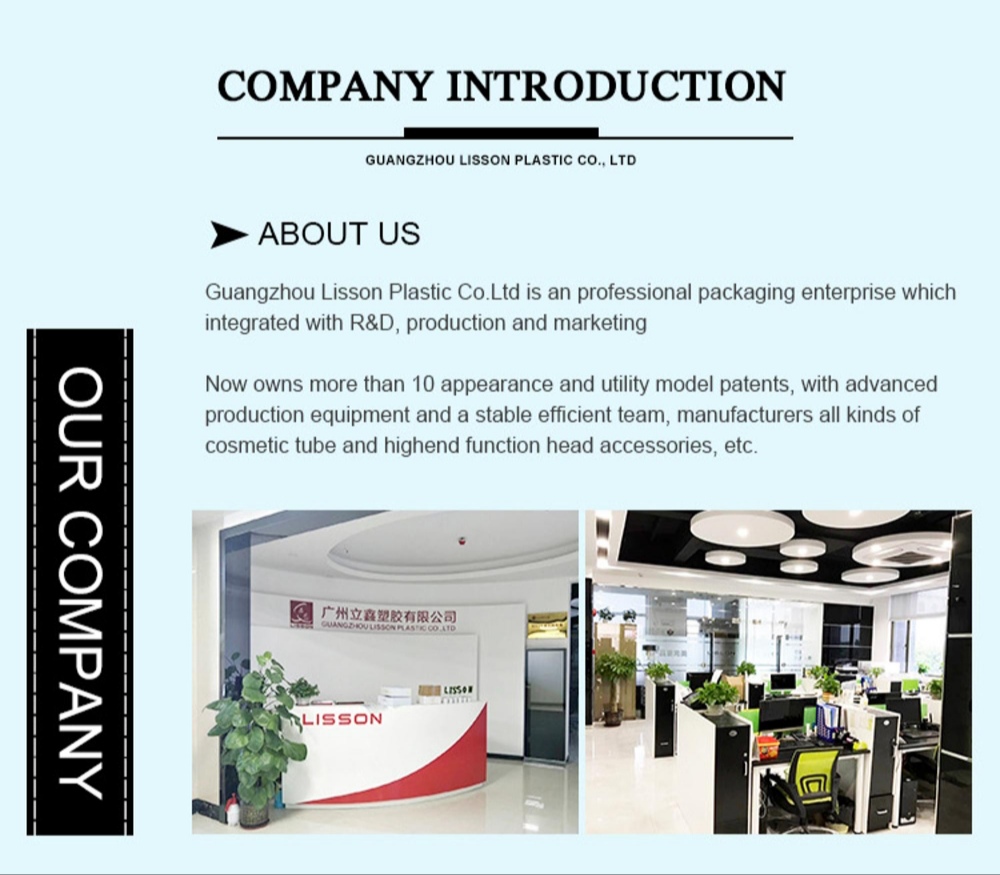 COMPANY INTRODUCTION
GUANGZHOU LISSON PLASTIC CO., LTD
ABOUT US
Guangzhou Lisson Plastic Co.Ltd is an professional packaging enterprise which
integrated with R&D, production and marketing
Now owns more than 10 appearance and utility model patents, with advanced
production equipment and a stable efficient team, manufacturers all kinds of
cosmetic tube and highend function head accessories, etc.
OUR COMPANY
广州立鑫塑胶有限公司
GUANGZHOU LISSON PLASTIC CO.,LTD
LISSON
LISSON